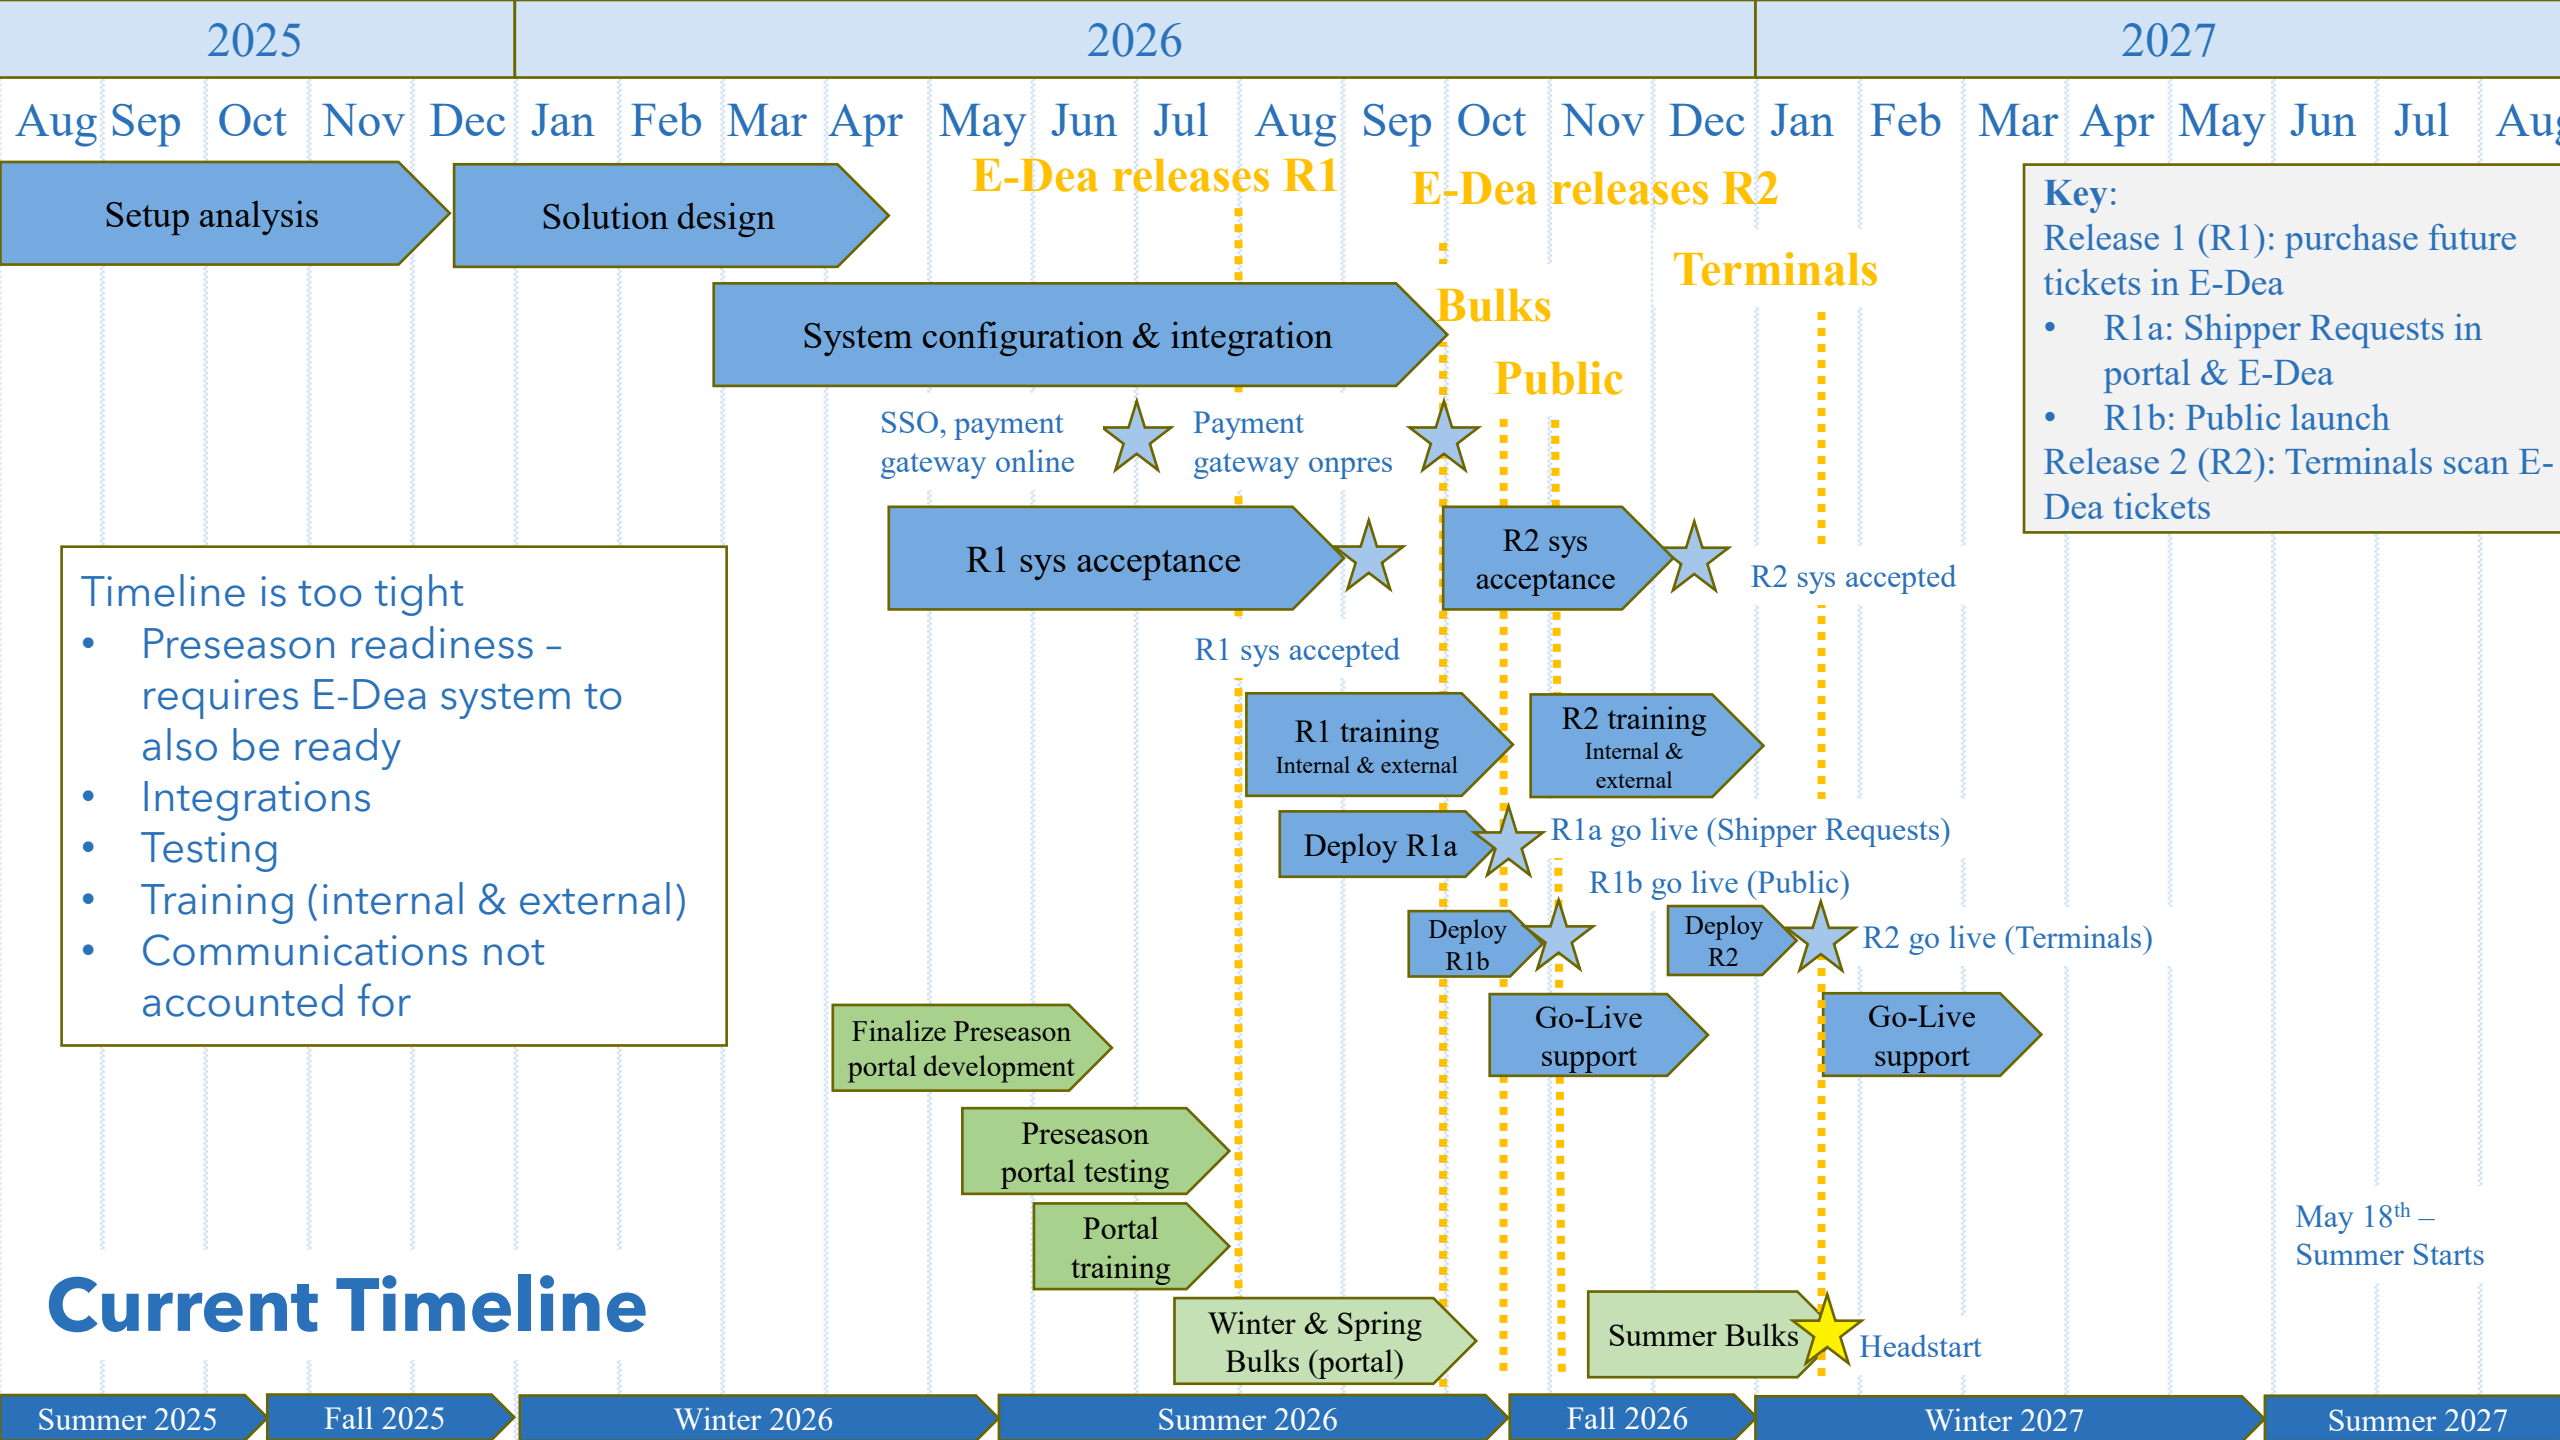 2025
2026
2027
Aug Sep Oct Nov Dec Jan Feb Mar Apr May Jun Jul Aug Sep Oct Nov Dec Jan Feb Mar Apr May Jun Jul Aug
E-Dea releases R1
E-Dea releases R2
Terminals
Bulks
Public
Setup analysis
Solution design
System configuration & integration
Key:
Release 1 (R1): purchase future
tickets in E-Dea
• R1a: Shipper Requests in
portal & E-Dea
• R1b: Public launch
Release 2 (R2): Terminals scan E-
Dea tickets
SSO, payment
gateway online
Payment
gateway onpres
R1 sys acceptance
R2 sys
acceptance
R2 sys accepted
R1 sys accepted
Timeline is too tight
• Preseason readiness –
requires E-Dea system to
also be ready
• Integrations
• Testing
• Training (internal & external)
• Communications not
accounted for
R1 training
Internal & external
R2 training
Internal &
external
Deploy R1a
R1a go live (Shipper Requests)
R1b go live (Public)
Deploy
R1b
Deploy
R2
R2 go live (Terminals)
Go-Live
support
Go-Live
support
Finalize Preseason
portal development
Preseason
portal testing
Portal
training
May 18th –
Summer Starts
Current Timeline
Winter & Spring
Bulks (portal)
Summer Bulks
Headstart
Summer 2025
Fall 2025
Winter 2026
Summer 2026
Fall 2026
Winter 2027
Summer 2027